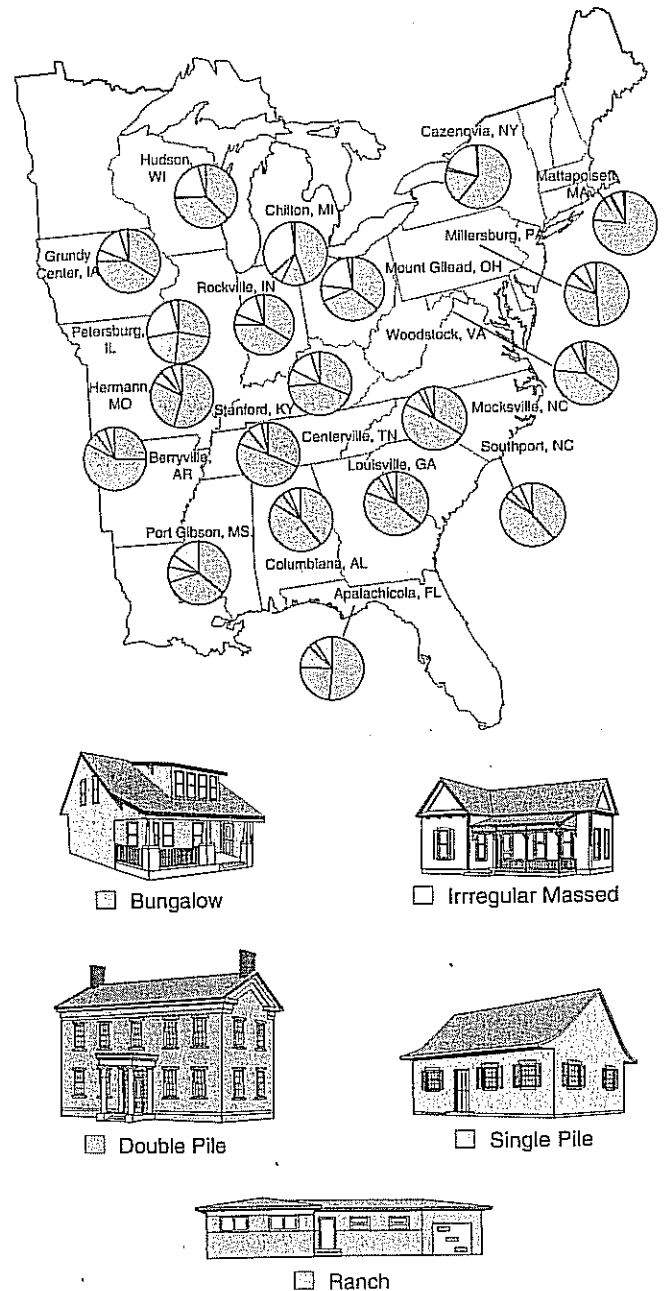 Cazenovia, NY
Hudson,
WI
Mattapoisett,
MA
Chillon, MI
Millersburg, PA
Grundy
Center, IA
Mount Gilead, OH
Rockville, IN
Petersburg,
IL
Woodstock, VA
Hermann,
MO
Stanford, KY
Mocksville, NC
Centerville, TN
Southport, NC
Berryville,
AR
Louisville, GA
Port Gibson, MS
Columbiana, AL
Apalachicola, FL
Bungalow
Irrregular Massed
Double Pile
Single Pile
Ranch